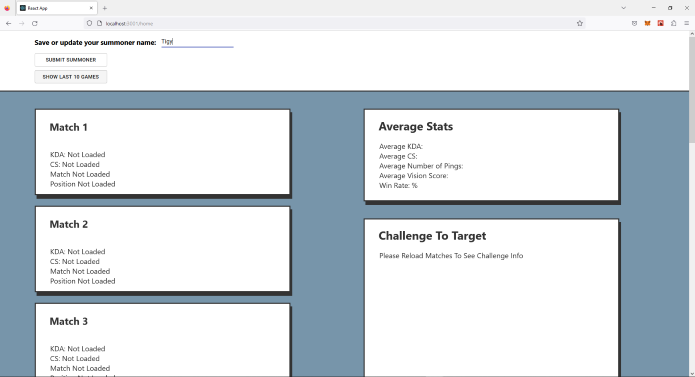 React App
localhost:3001/home
Save or update your summoner name: Tigy
SUBMIT SUMMONER
SHOW LAST 10 GAMES
Match 1
KDA: Not Loaded
CS: Not Loaded
Match Not Loaded
Position Not Loaded
Match 2
KDA: Not Loaded
CS: Not Loaded
Match Not Loaded
Position Not Loaded
Match 3
KDA: Not Loaded
CS: Not Loaded
Match Not Loaded
Position Not Loaded
Average Stats
Average KDA:
Average CS:
Average Number of Pings:
Average Vision Score:
Win Rate: %
Challenge To Target
Please Reload Matches To See Challenge Info